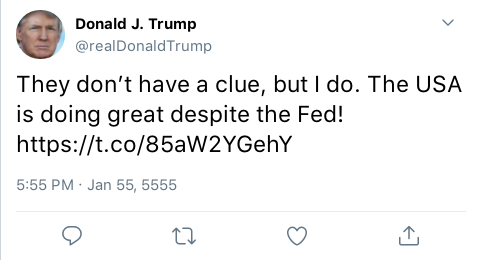 Donald J. Trump
@realDonaldTrump
They don’t have a clue, but I do. The USA
is doing great despite the Fed!
https://t.co/85aW2YGehY
5:55 PM · Jan 55, 5555